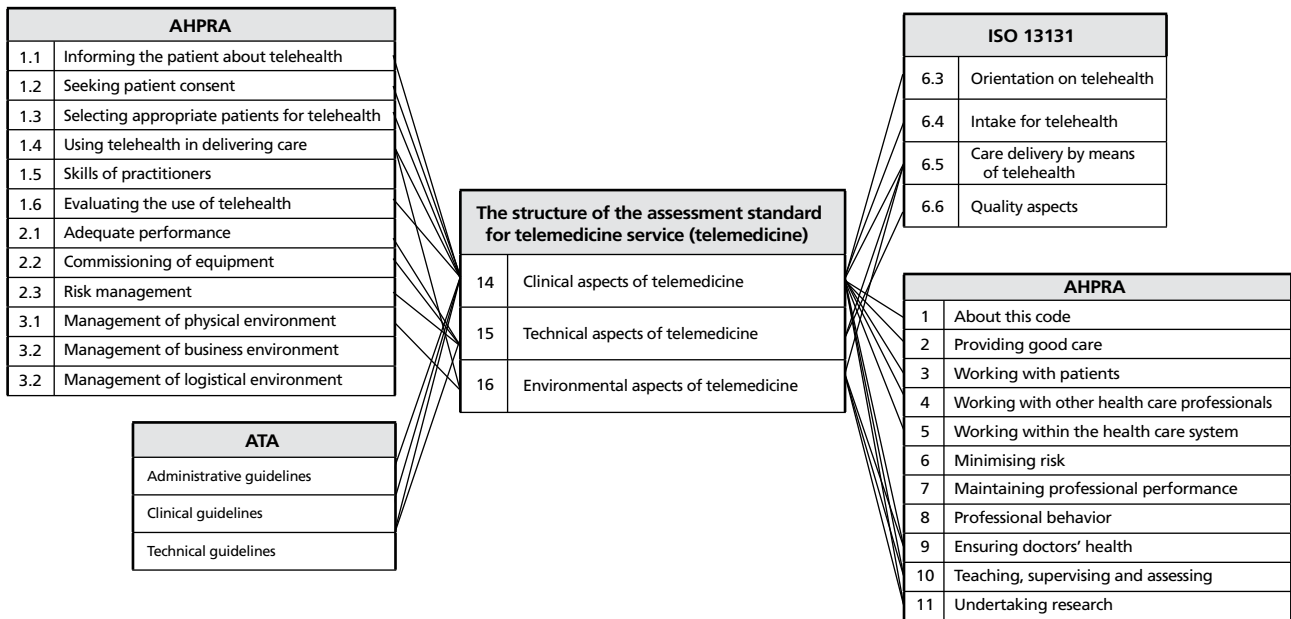 AHPRA
1.1 Informing the patient about telehealth
1.2 Seeking patient consent
1.3 Selecting appropriate patients for telehealth
1.4 Using telehealth in delivering care
1.5 Skills of practitioners
1.6 Evaluating the use of telehealth
2.1 Adequate performance
2.2 Commissioning of equipment
2.3 Risk management
3.1 Management of physical environment
3.2 Management of business environment
3.2 Management of logistical environment
ATA
Administrative guidelines
Clinical guidelines
Technical guidelines
The structure of the assessment standard
for telemedicine service (telemedicine)
14 Clinical aspects of telemedicine
15 Technical aspects of telemedicine
16 Environmental aspects of telemedicine
ISO 13131
6.3 Orientation on telehealth
6.4 Intake for telehealth
6.5 Care delivery by means
of telehealth
6.6 Quality aspects
AHPRA
1 About this code
2 Providing good care
3 Working with patients
4 Working with other health care professionals
5 Working within the health care system
6 Minimising risk
7 Maintaining professional performance
8 Professional behavior
9 Ensuring doctors' health
10 Teaching, supervising and assessing
11 Undertaking research